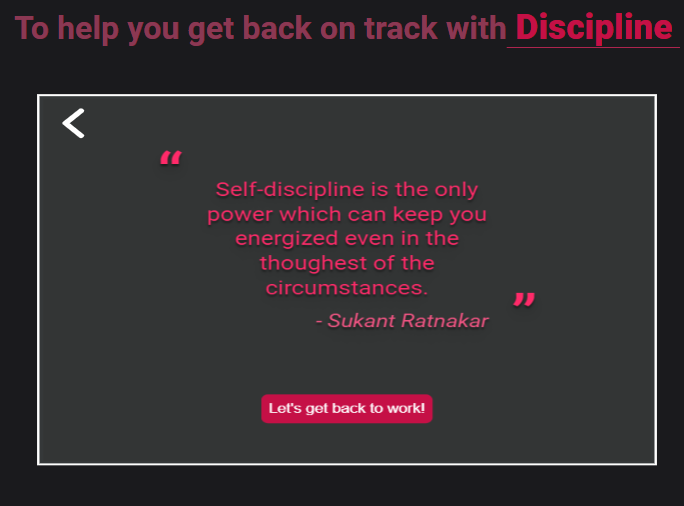 To help you get back on track with Discipline
“
Self-discipline is the only
power which can keep you
energized even in the
thoughest of the
circumstances.
”
- Sukant Ratnakar
Let's get back to work!